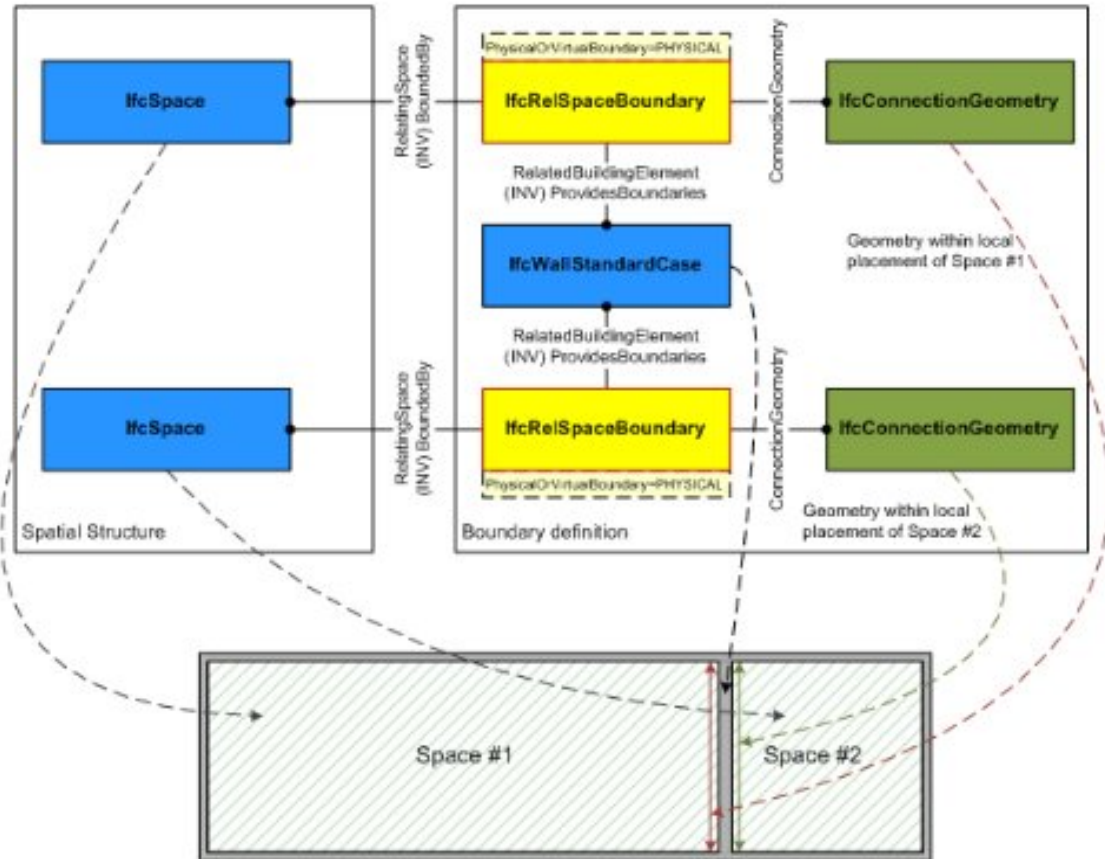 PhysicalOrVirtualBoundary=PHYSICAL
IfcSpace
RelatingSpace
(INV) BoundedBy
IfcRelSpaceBoundary
ConnectionGeometry
IfcConnectionGeometry
RelatedBuildingElement
(INV) ProvidesBoundaries
IfcWallStandardCase
Geometry within local
placement of Space #1
RelatedBuildingElement
(INV) ProvidesBoundaries
IfcSpace
RelatingSpace
(INV) BoundedBy
IfcRelSpaceBoundary
ConnectionGeometry
IfcConnectionGeometry
PhysicalOrVirtualBoundary=PHYSICAL
Geometry within local
placement of Space #2
Spatial Structure
Boundary definition
Space #1
Space #2